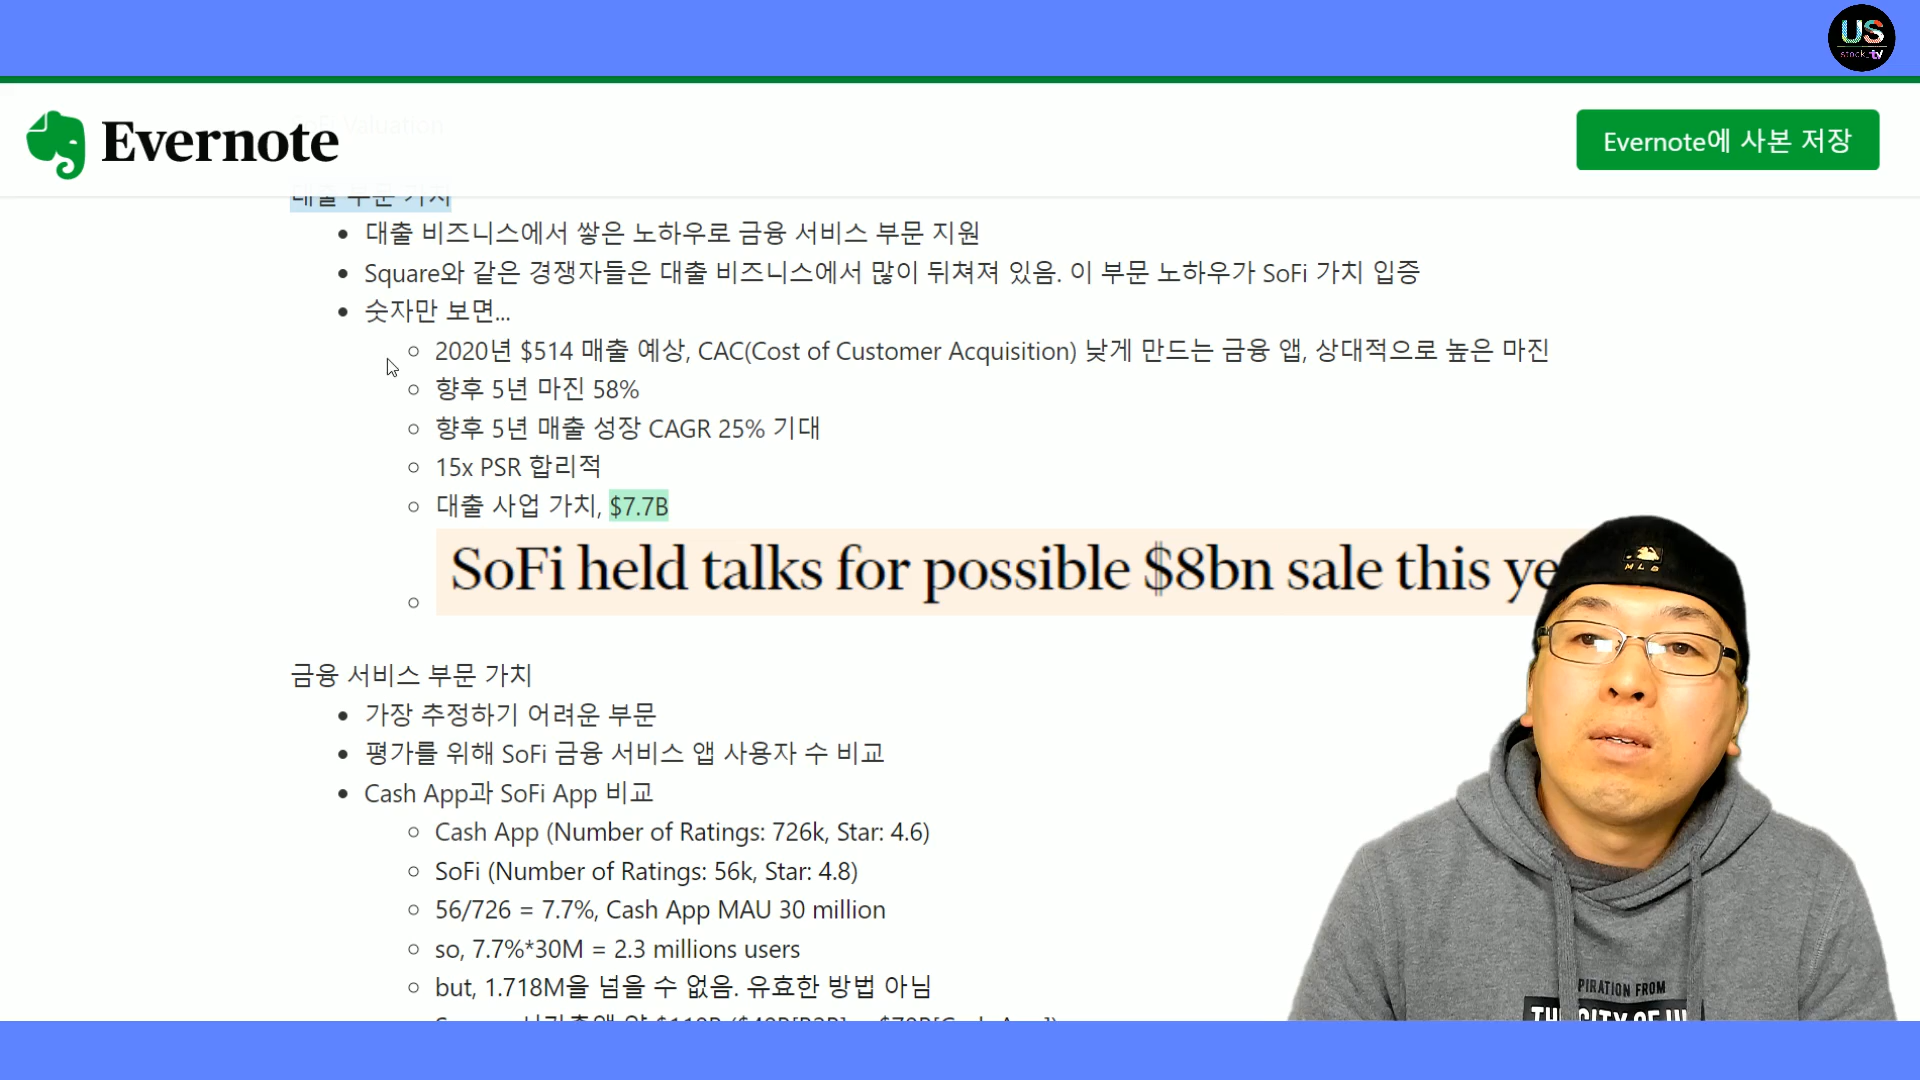 US
stock_tv
SoFi Valuation
Evernote
Evernote에 사본 저장
대출 부문 가치
대출 비즈니스에서 쌓은 노하우로 금융 서비스 부문 지원
Square와 같은 경쟁자들은 대출 비즈니스에서 많이 뒤쳐져 있음. 이 부문 노하우가 SoFi 가치 입증
숫자만 보면...
2020년 $514 매출 예상, CAC(Cost of Customer Acquisition) 낮게 만드는 금융 앱, 상대적으로 높은 마진
향후 5년 마진 58%
향후 5년 매출 성장 CAGR 25% 기대
15x PSR 합리적
대출 사업 가치, $7.7B
SoFi held talks for possible $8bn sale this ye
MLB
금융 서비스 부문 가치
가장 추정하기 어려운 부문
평가를 위해 SoFi 금융 서비스 앱 사용자 수 비교
Cash App과 SoFi App 비교
Cash App (Number of Ratings: 726k, Star: 4.6)
SoFi (Number of Ratings: 56k, Star: 4.8)
56/726 = 7.7%, Cash App MAU 30 million
so, 7.7%*30M = 2.3 millions users
but, 1.718M을 넘을 수 없음. 유효한 방법 아님
PIRATION FROM